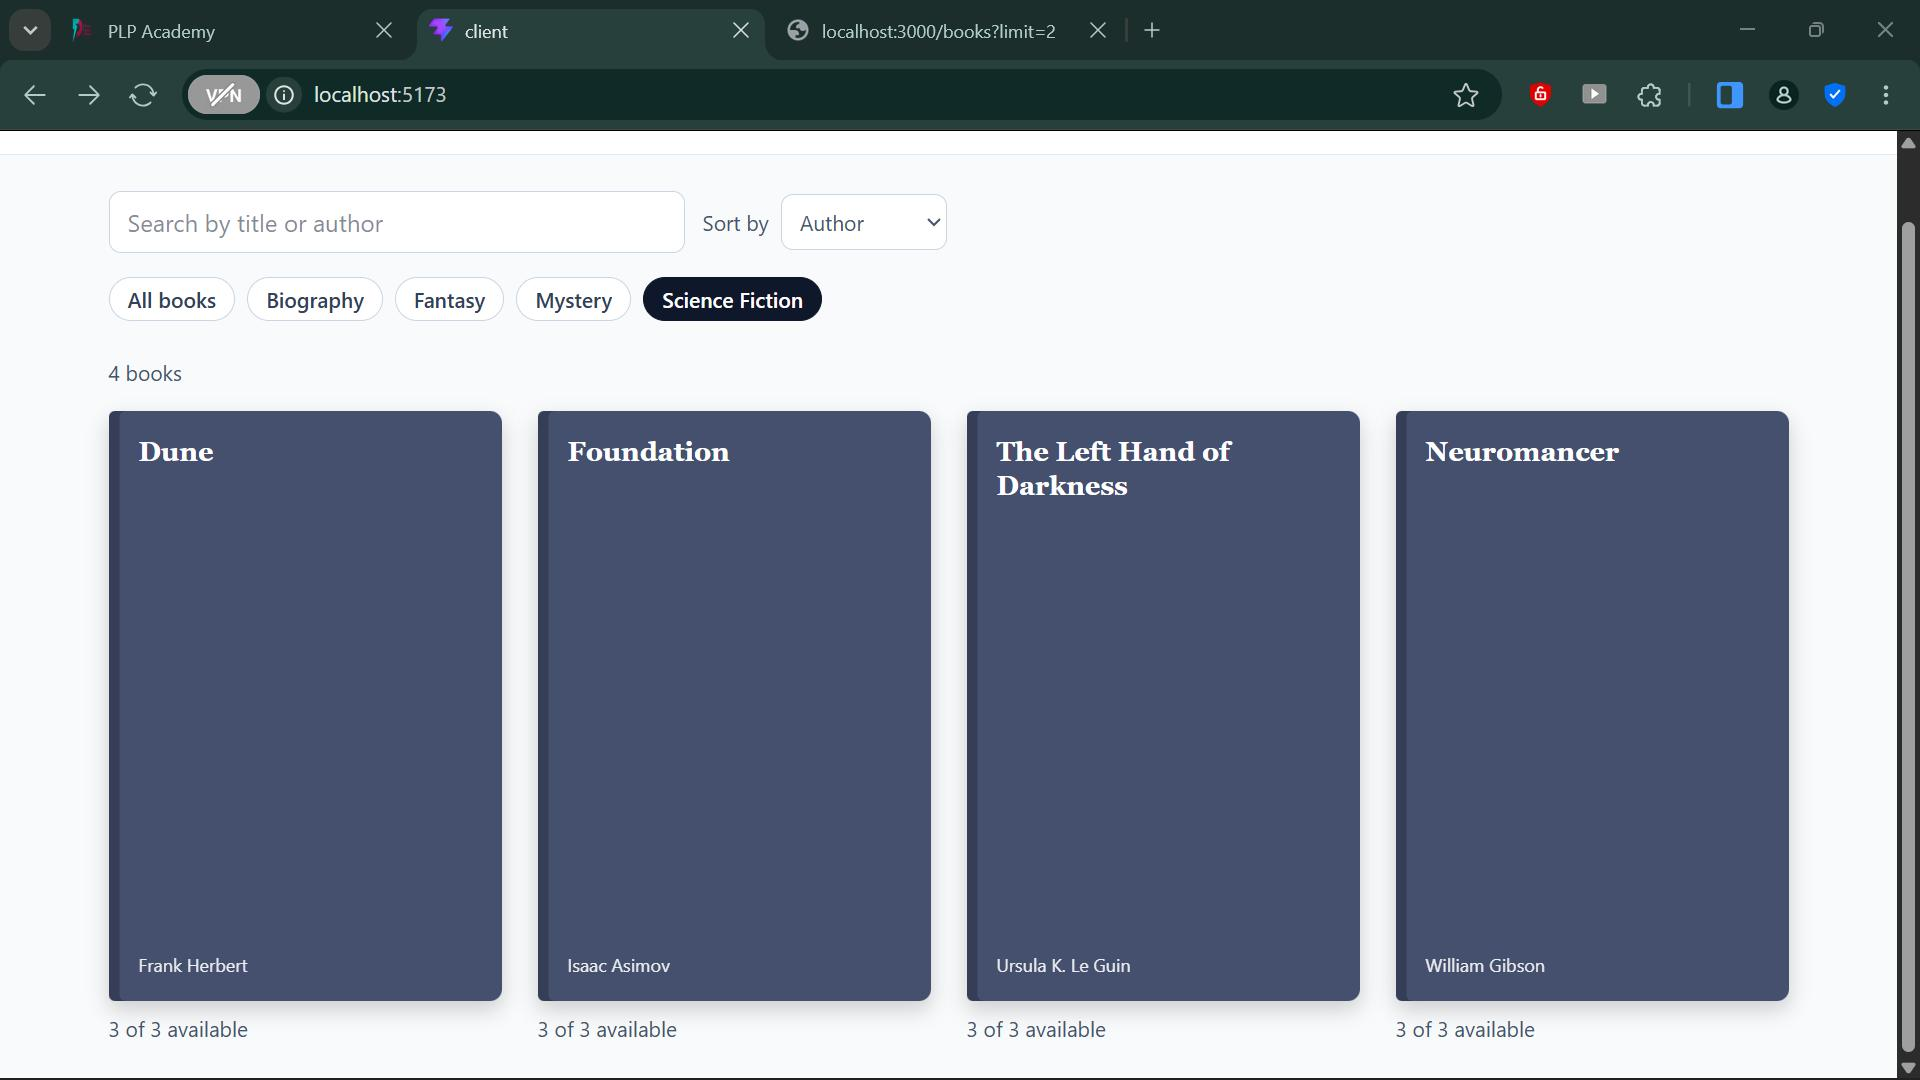 PLP Academy
client
localhost:3000/books?limit=2
VPN
localhost:5173
Search by title or author
Sort by
Author
All books
Biography
Fantasy
Mystery
Science Fiction
4 books
Dune
Foundation
The Left Hand of
Darkness
Neuromancer
Frank Herbert
Isaac Asimov
Ursula K. Le Guin
William Gibson
3 of 3 available
3 of 3 available
3 of 3 available
3 of 3 available